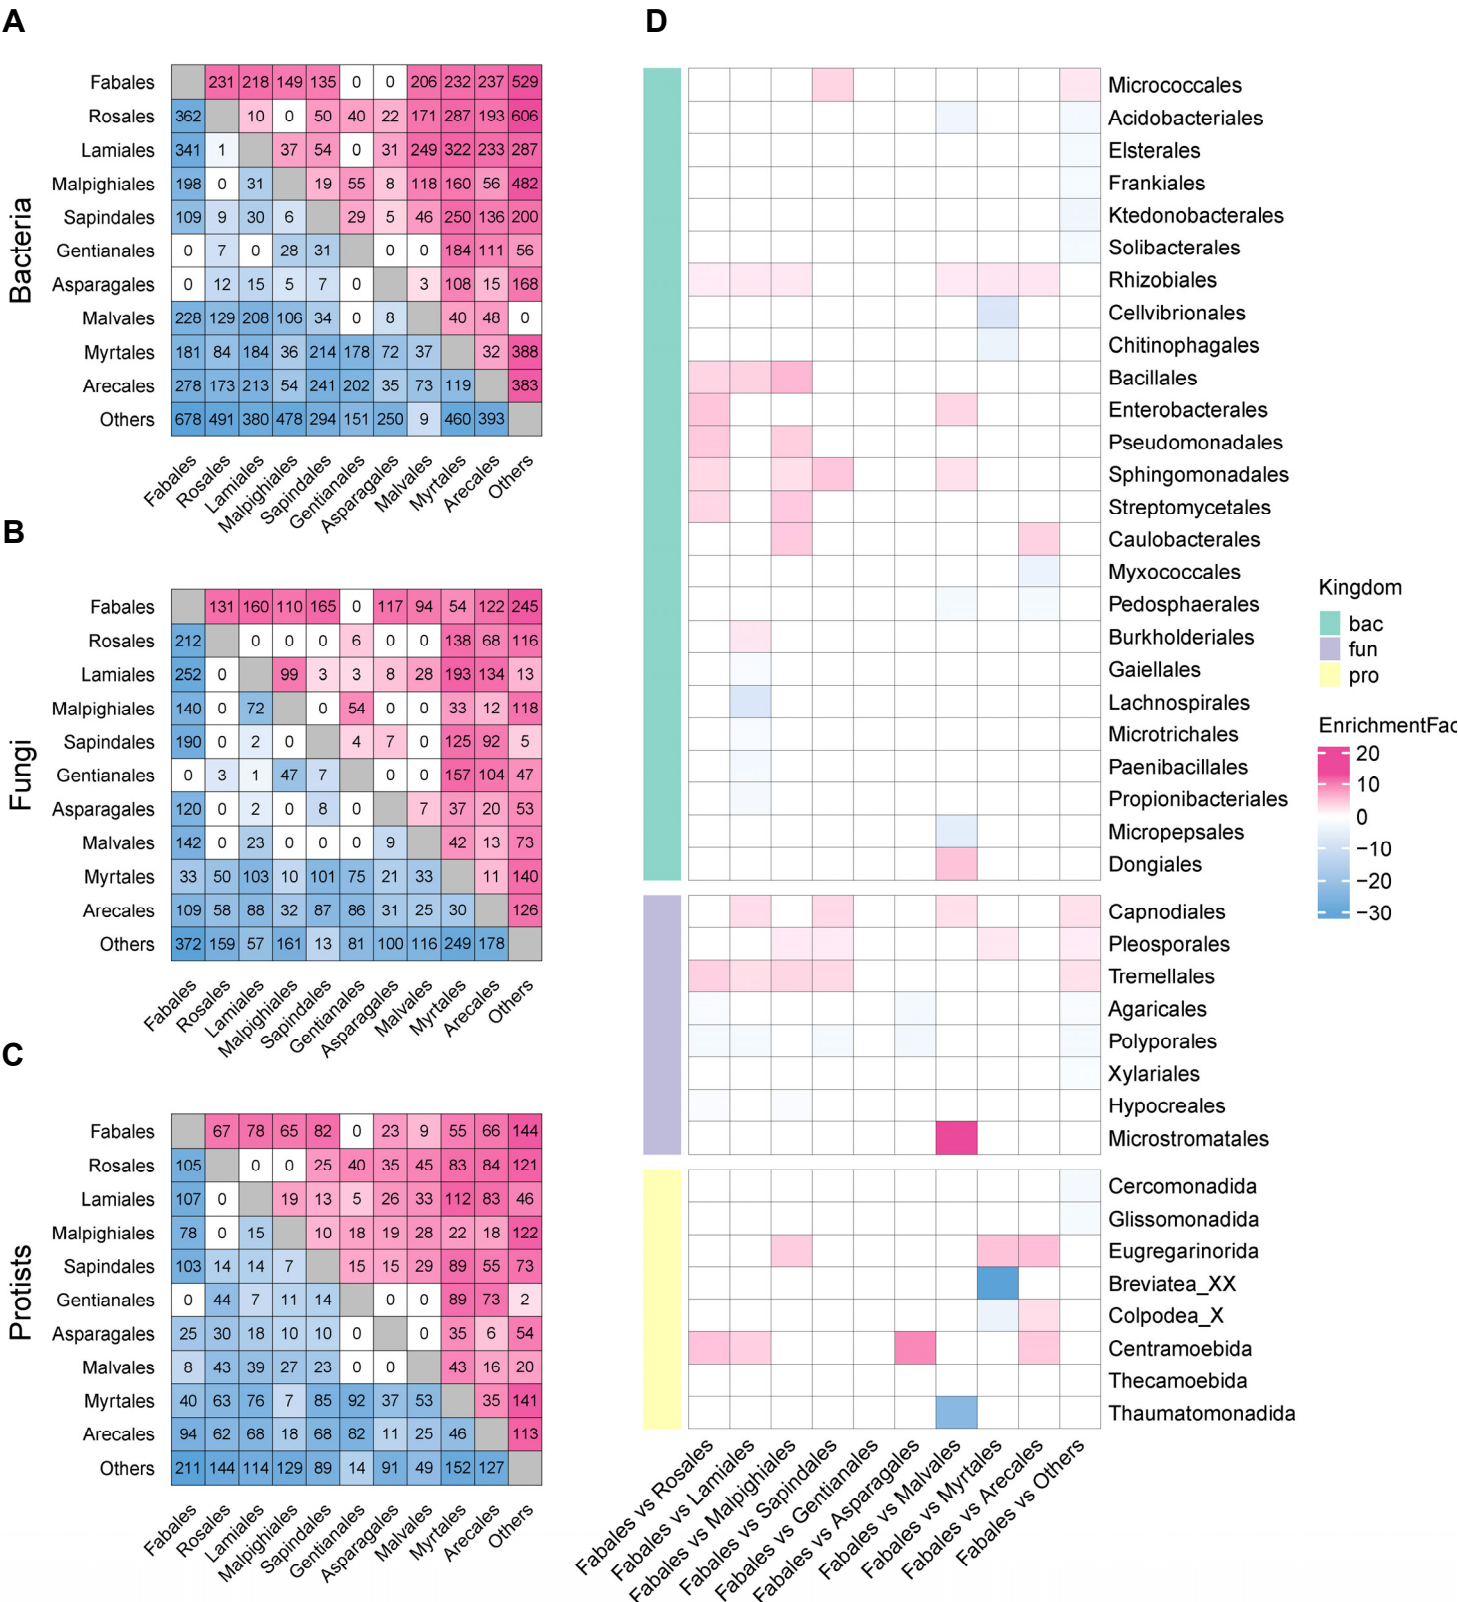 A
Bacteria
Fabales 231 218 149 135 0 0 206 232 237 529
Rosales 362 10 0 50 40 22 171 287 193 606
Lamiales 341 1 37 54 0 31 249 322 233 287
Malpighiales 198 0 31 19 55 8 118 160 56 482
Sapindales 109 9 30 6 29 5 46 250 136 200
Gentianales 0 7 0 28 31 0 0 184 111 56
Asparagales 0 12 15 5 7 0 3 108 15 168
Malvales 228 129 208 106 34 0 8 40 48 0
Myrtales 181 84 184 36 214 178 72 37 32 388
Arecales 278 173 213 54 241 202 35 73 119 383
Others 678 491 380 478 294 151 250 9 460 393
Fabales Rosales Lamiales Malpighiales Sapindales Gentianales Asparagales Malvales Myrtales Arecales Others
B
Fungi
Fabales 131 160 110 165 0 117 94 54 122 245
Rosales 212 0 0 0 6 0 0 138 68 116
Lamiales 252 0 99 3 3 8 28 193 134 13
Malpighiales 140 0 72 0 54 0 0 33 12 118
Sapindales 190 0 2 0 4 7 0 125 92 5
Gentianales 0 3 1 47 7 0 0 157 104 47
Asparagales 120 0 2 0 8 0 7 37 20 53
Malvales 142 0 23 0 0 0 9 42 13 73
Myrtales 33 50 103 10 101 75 21 33 11 140
Arecales 109 58 88 32 87 86 31 25 30 126
Others 372 159 57 161 13 81 100 116 249 178
Fabales Rosales Lamiales Malpighiales Sapindales Gentianales Asparagales Malvales Myrtales Arecales Others
C
Protists
Fabales 67 78 65 82 0 23 9 55 66 144
Rosales 105 0 0 25 40 35 45 83 84 121
Lamiales 107 0 19 13 5 26 33 112 83 46
Malpighiales 78 0 15 10 18 19 28 22 18 122
Sapindales 103 14 14 7 15 15 29 89 55 73
Gentianales 0 44 7 11 14 0 0 89 73 2
Asparagales 25 30 18 10 10 0 0 35 6 54
Malvales 8 43 39 27 23 0 0 43 16 20
Myrtales 40 63 76 7 85 92 37 53 35 141
Arecales 94 62 68 18 68 82 11 25 46 113
Others 211 144 114 129 89 14 91 49 152 127
Fabales Rosales Lamiales Malpighiales Sapindales Gentianales Asparagales Malvales Myrtales Arecales Others
D
Micrococcales
Acidobacteriales
Elsterales
Frankiales
Ktedonobacterales
Solibacterales
Rhizobiales
Cellvibrionales
Chitinophagales
Bacillales
Enterobacterales
Pseudomonadales
Sphingomonadales
Streptomycetales
Caulobacterales
Myxococcales
Pedosphaerales
Burkholderiales
Gaiellales
Lachnospirales
Microtrichales
Paenibacillales
Propionibacteriales
Micropepsales
Dongiales
Capnodiales
Pleosporales
Tremellales
Agaricales
Polyporales
Xylariales
Hypocreales
Microstromatales
Cercomonadida
Glissomonadida
Eugregarinorida
Breviatea_XX
Colpodea_X
Centramoebida
Thecamoebida
Thaumatomonadida
Fabales vs Rosales
Fabales vs Lamiales
Fabales vs Malpighiales
Fabales vs Sapindales
Fabales vs Gentianales
Fabales vs Asparagales
Fabales vs Malvales
Fabales vs Myrtales
Fabales vs Arecales
Fabales vs Others
Kingdom
bac
fun
pro
EnrichmentFac
20
10
0
−10
−20
−30